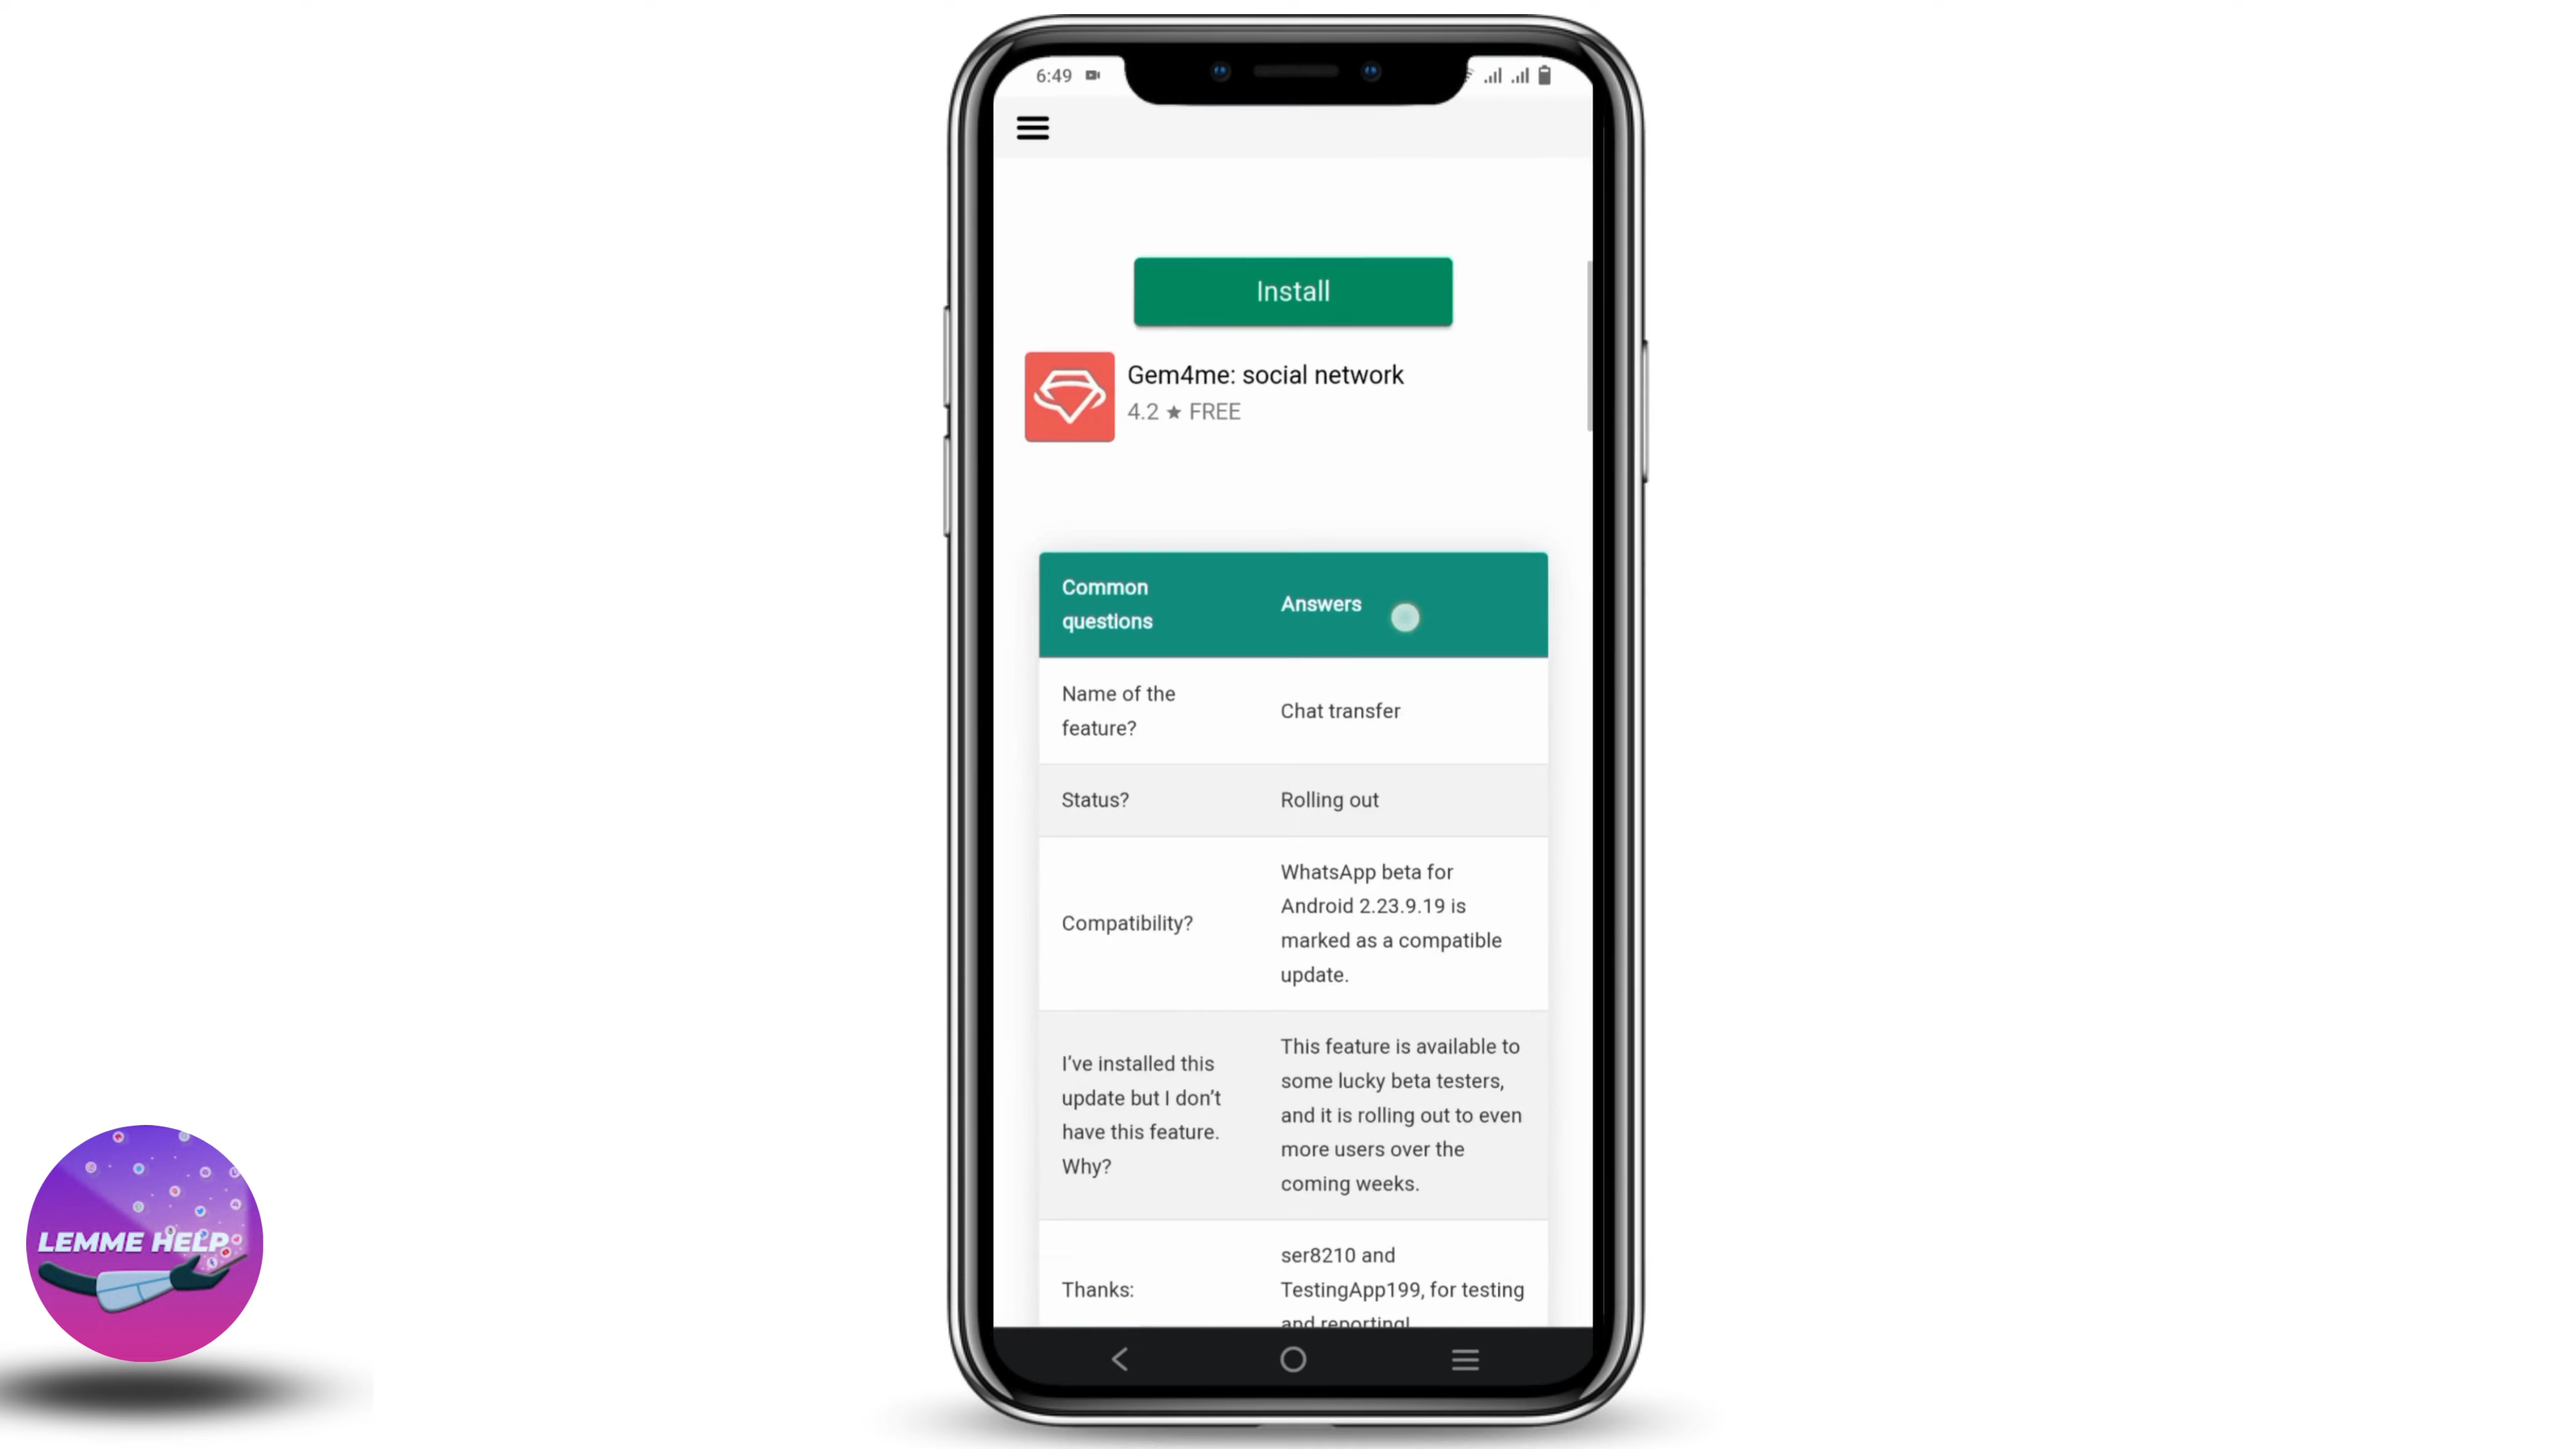 6:49
Install
Gem4me: social network
4.2 ★ FREE
Common
questions
Answers
Name of the
feature?
Chat transfer
Status?
Rolling out
Compatibility?
WhatsApp beta for
Android 2.23.9.19 is
marked as a compatible
update.
I've installed this
update but I don't
have this feature.
Why?
This feature is available to
some lucky beta testers,
and it is rolling out to even
more users over the
coming weeks.
Thanks:
ser8210 and
TestingApp199, for testing
and reporting!
LEMME HELP